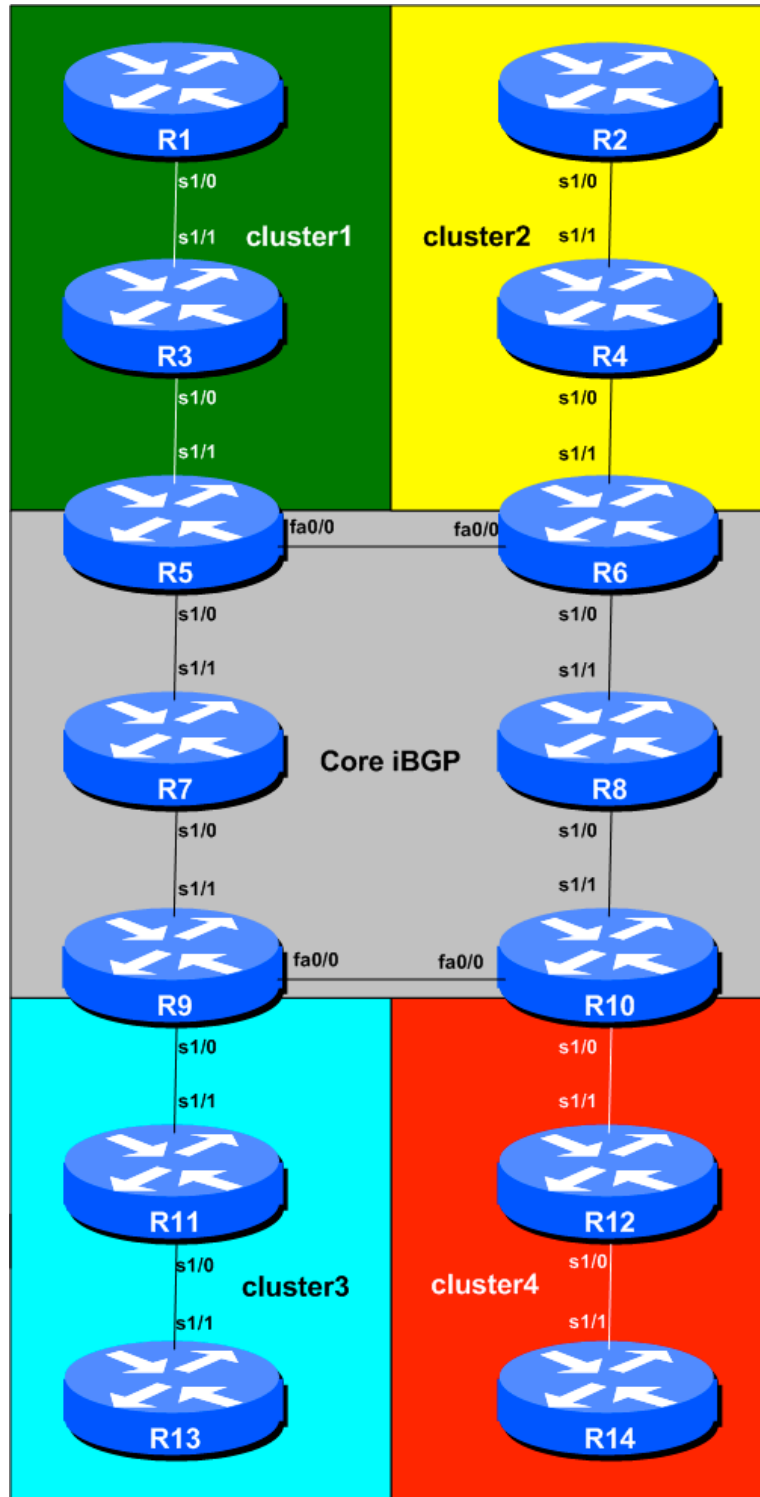 R1 R2
s1/0 s1/0
s1/1 cluster1 cluster2 s1/1
R3 R4
s1/0 s1/0
s1/1 s1/1
fa0/0 fa0/0
R5 R6
s1/0 s1/0
s1/1 s1/1
R7 Core iBGP R8
s1/0 s1/0
s1/1 s1/1
fa0/0 fa0/0
R9 R10
s1/0 s1/0
s1/1 s1/1
R11 R12
s1/0 s1/0
cluster3 cluster4
s1/1 s1/1
R13 R14